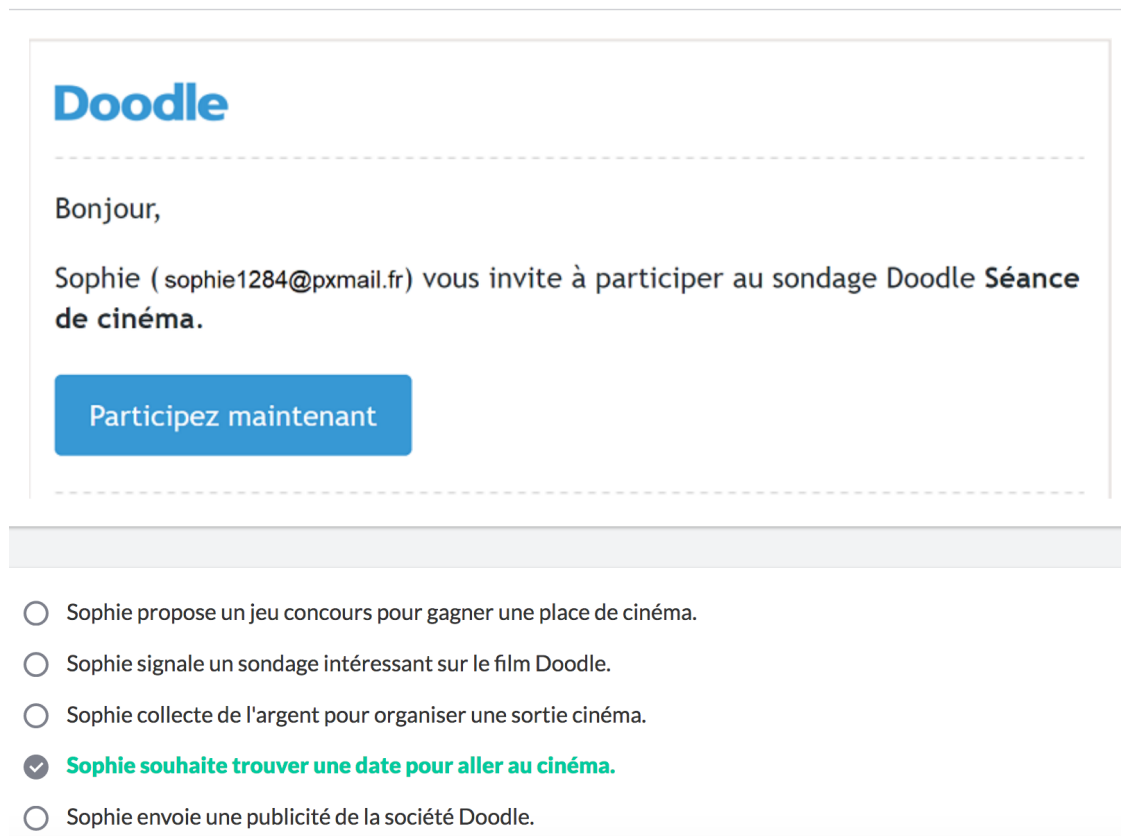 Doodle
Bonjour,
Sophie ( sophie1284@pxmail.fr) vous invite à participer au sondage Doodle Séance
de cinéma.
Participez maintenant
Sophie propose un jeu concours pour gagner une place de cinéma.
Sophie signale un sondage intéressant sur le film Doodle.
Sophie collecte de l'argent pour organiser une sortie cinéma.
Sophie souhaite trouver une date pour aller au cinéma.
Sophie envoie une publicité de la société Doodle.